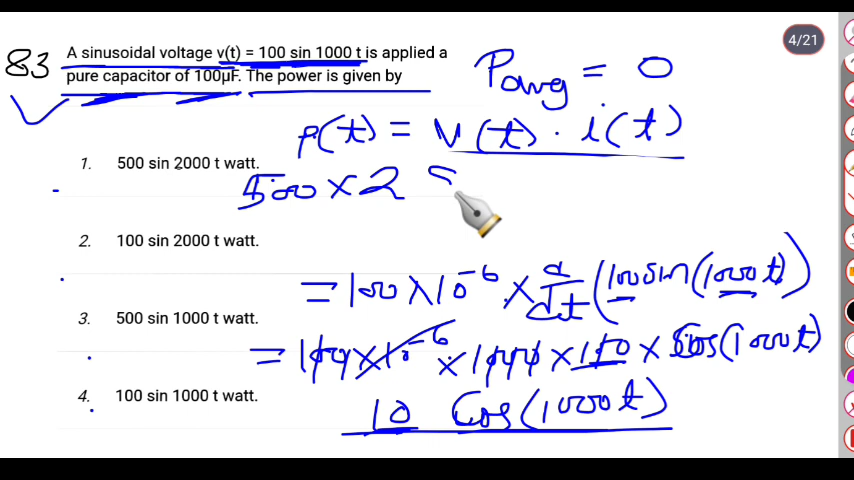 4/21
83 A sinusoidal voltage v(t) = 100 sin 1000 t is applied a
pure capacitor of 100µF. The power is given by
Pavg = 0
p(t) = v(t) · i(t)
1. 500 sin 2000 t watt.
500 × 2 S
2. 100 sin 2000 t watt.
= 100 × 10⁻⁶ × d/dt (100 sin (1000t))
3. 500 sin 1000 t watt.
= 100 × 10⁻⁶ × 1000 × 100 × Cos(1000t)
4. 100 sin 1000 t watt.
10 Cos(1000t)